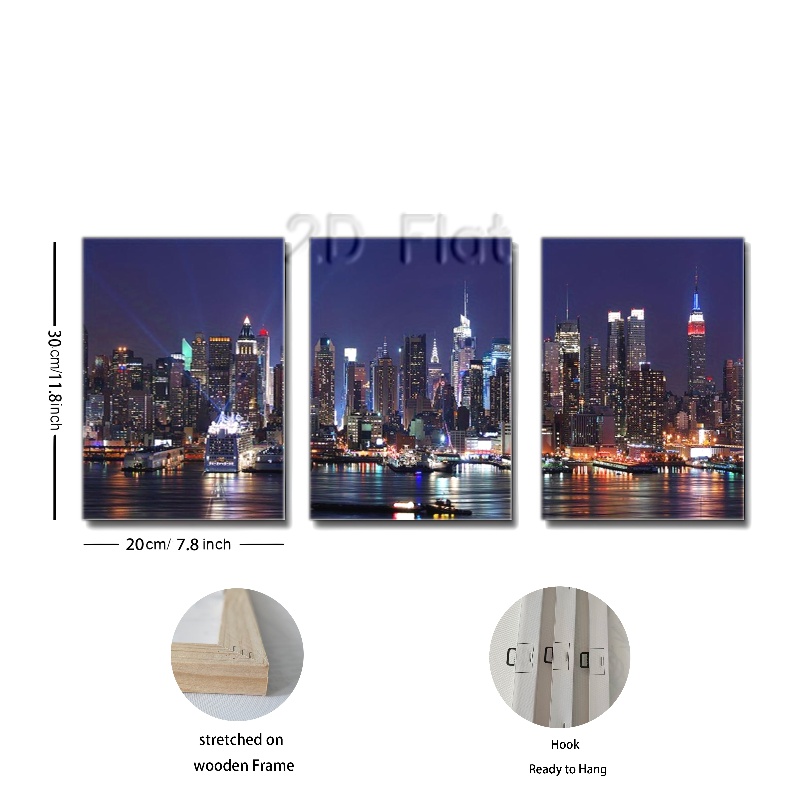 2D Flat
30cm/11.8inch
20cm/ 7.8 inch
stretched on
wooden Frame
Hook
Ready to Hang